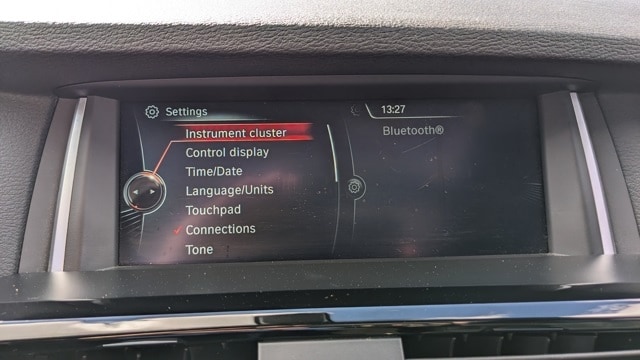 Settings
13:27
Instrument cluster
Bluetooth®
Control display
Time/Date
Language/Units
Touchpad
Connections
Tone